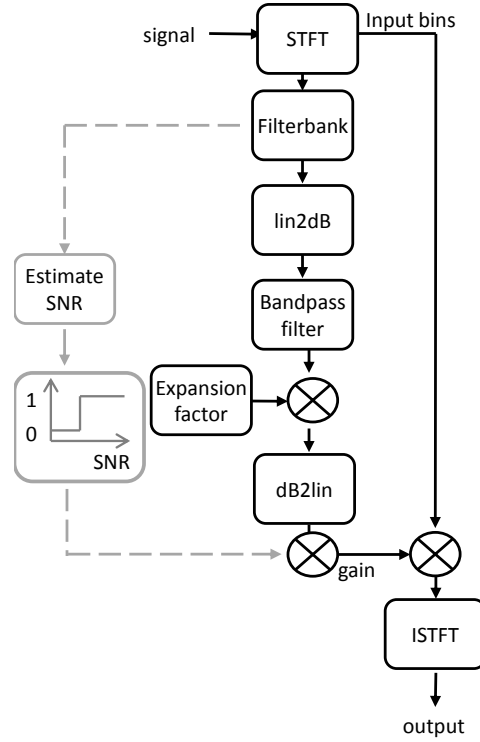 signal
STFT
Input bins
Filterbank
lin2dB
Estimate
SNR
Bandpass
filter
1
0
SNR
Expansion
factor
dB2lin
gain
ISTFT
output